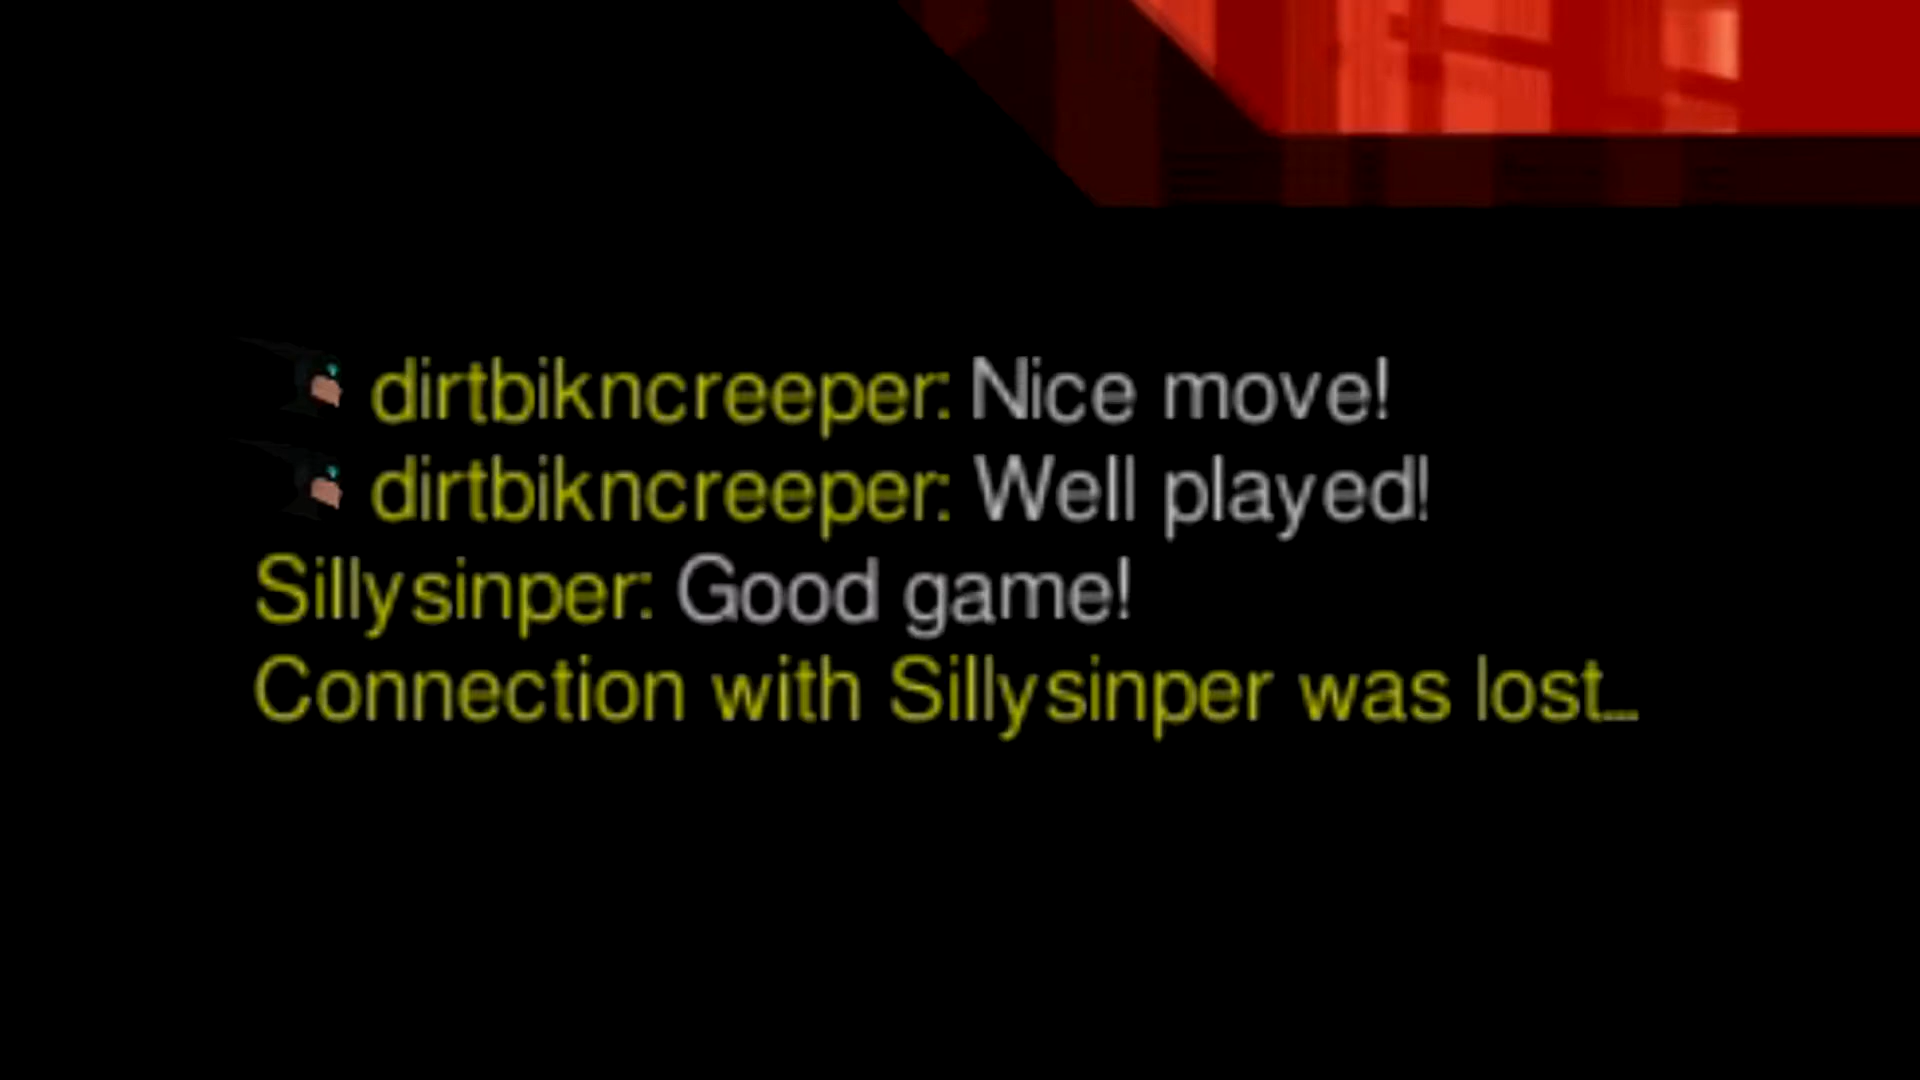 dirtbikncreeper: Nice move!
dirtbikncreeper: Well played!
Sillysinper: Good game!
Connection with Sillysinper was lost...